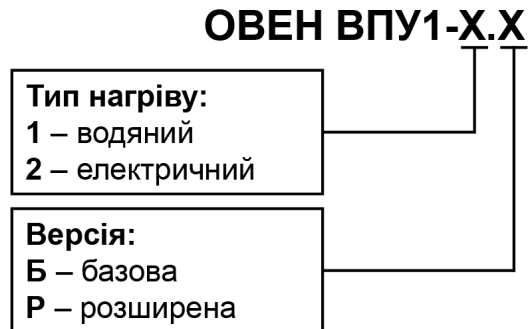 ОВЕН ВПУ1-Х.Х
Тип нагріву:
1 – водяний
2 – електричний
Версія:
Б – базова
Р – розширена